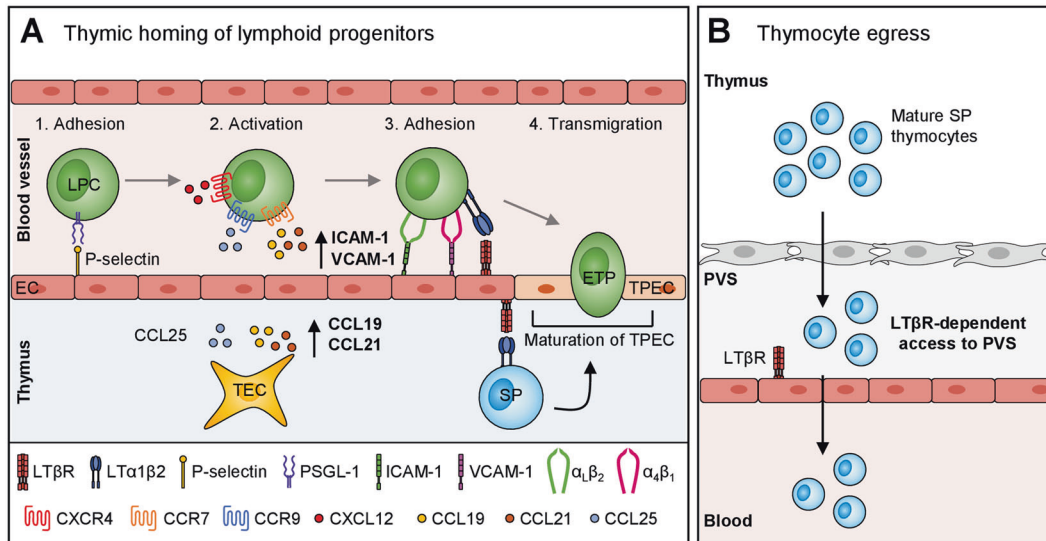 A Thymic homing of lymphoid progenitors
Blood vessel
1. Adhesion
2. Activation
3. Adhesion
4. Transmigration
LPC
P-selectin
ICAM-1
VCAM-1
EC
ETP
TPEC
Thymus
CCL25
CCL19
CCL21
TEC
Maturation of TPEC
SP
LTβR
LTα1β2
P-selectin
PSGL-1
ICAM-1
VCAM-1
αLβ2
α4β1
CXCR4
CCR7
CCR9
CXCL12
CCL19
CCL21
CCL25
B Thymocyte egress
Thymus
Mature SP
thymocytes
PVS
LTβR-dependent
access to PVS
LTβR
Blood